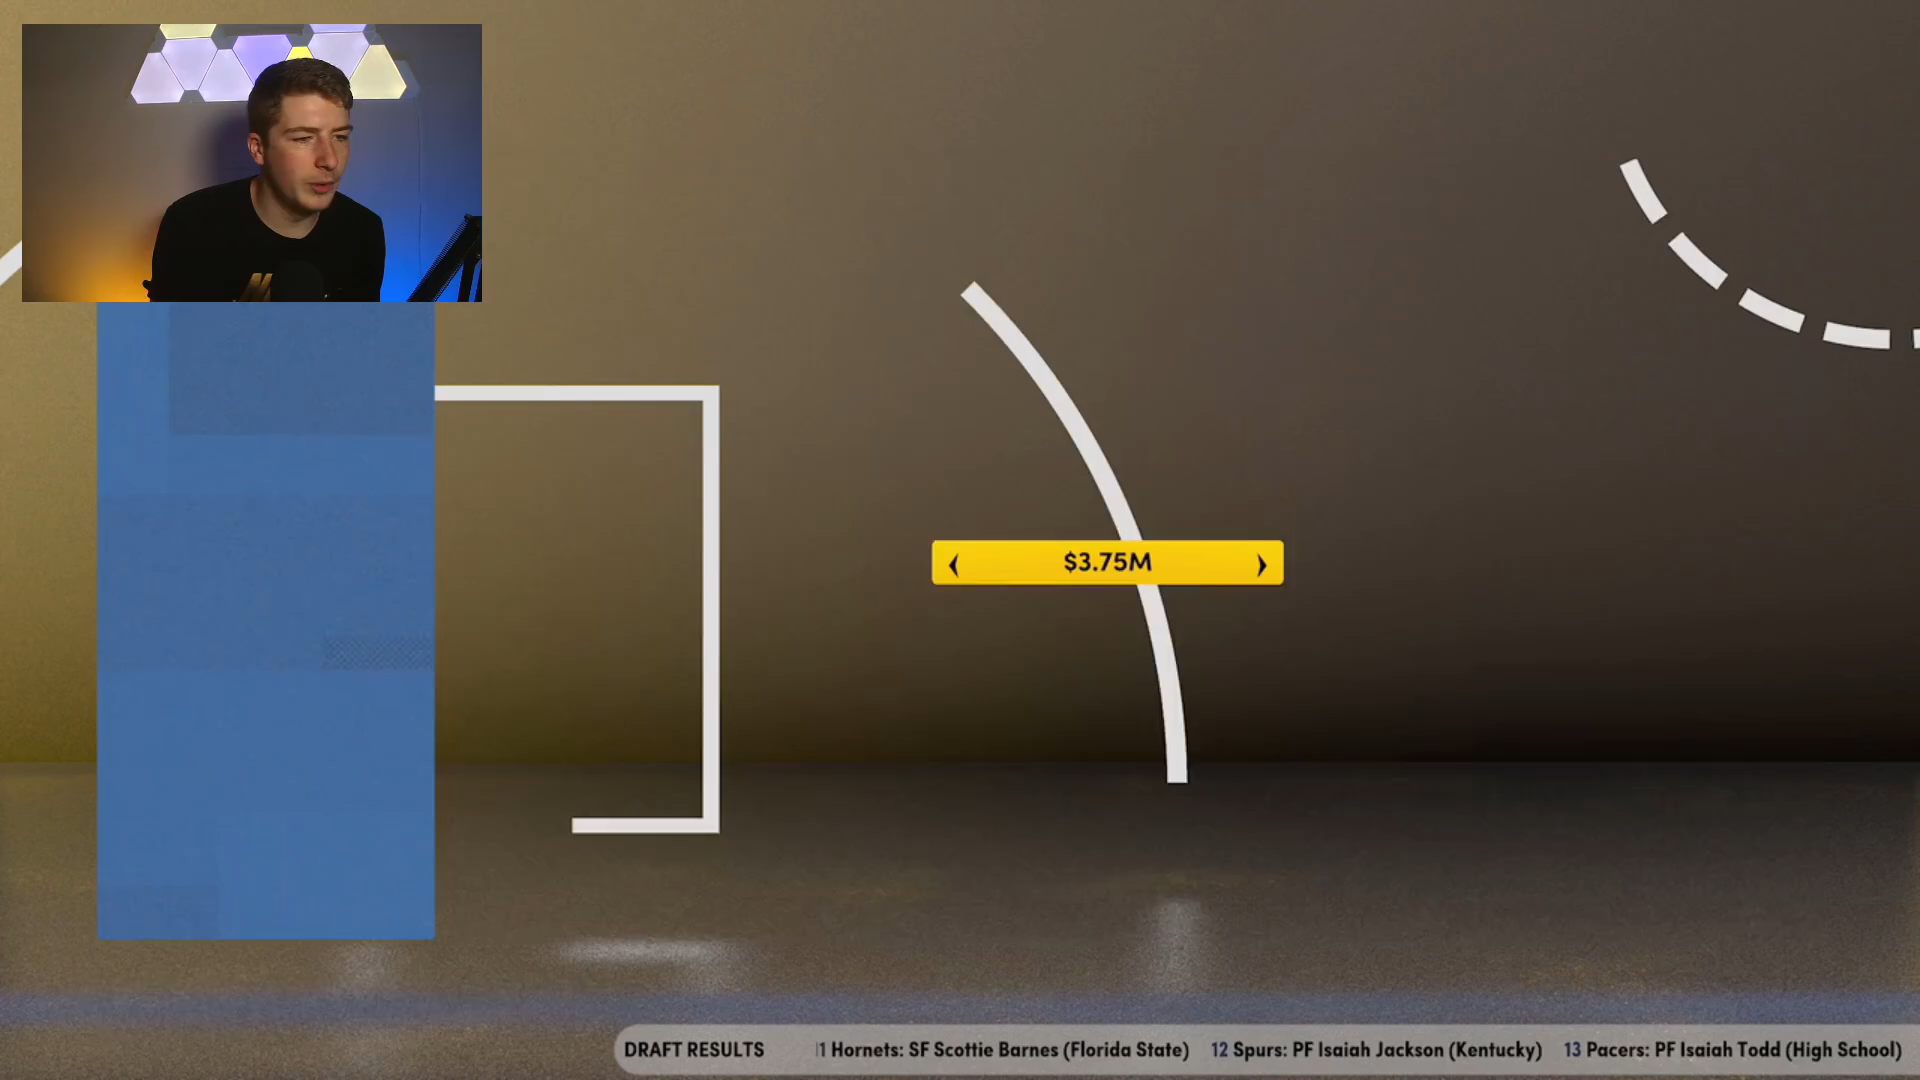 $3.75M
DRAFT RESULTS 11 Hornets: SF Scottie Barnes (Florida State) 12 Spurs: PF Isaiah Jackson (Kentucky) 13 Pacers: PF Isaiah Todd (High School)